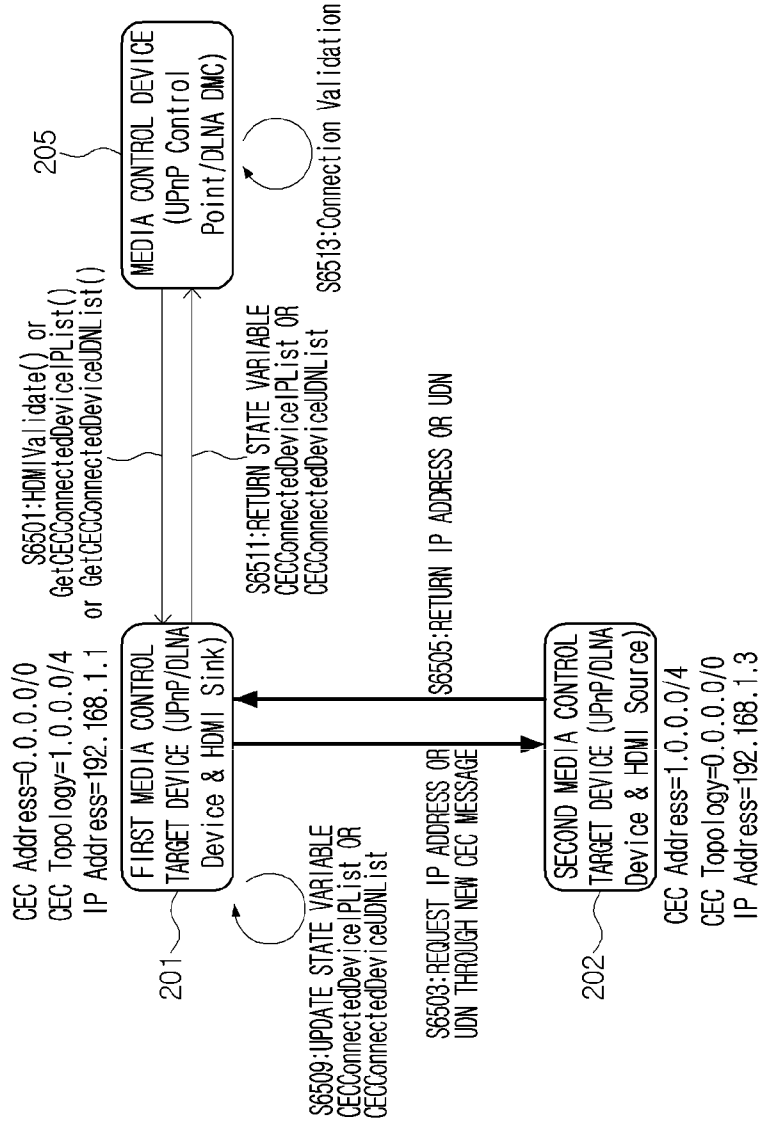 CEC Address=0.0.0.0/0
CEC Topology=1.0.0.0/4
IP Address=192.168.1.1
FIRST MEDIA CONTROL
TARGET DEVICE (UPnP/DLNA
Device & HDMI Sink)
201
S6501:HDMIValidate() or
GetCECConnectedDeviceIPList()
or GetCECConnectedDeviceUDNList()
205
MEDIA CONTROL DEVICE
(UPnP Control
Point/DLNA DMC)
S6511:RETURN STATE VARIABLE
CECConnectedDeviceIPList OR
CECConnectedDeviceUDNList
S6513:Connection Validation
S6509:UPDATE STATE VARIABLE
CECConnectedDeviceIPList OR
CECConnectedDeviceUDNList
S6503:REQUEST IP ADDRESS OR
UDN THROUGH NEW CEC MESSAGE
S6505:RETURN IP ADDRESS OR UDN
SECOND MEDIA CONTROL
TARGET DEVICE (UPnP/DLNA
Device & HDMI Source)
202
CEC Address=1.0.0.0/4
CEC Topology=0.0.0.0/0
IP Address=192.168.1.3